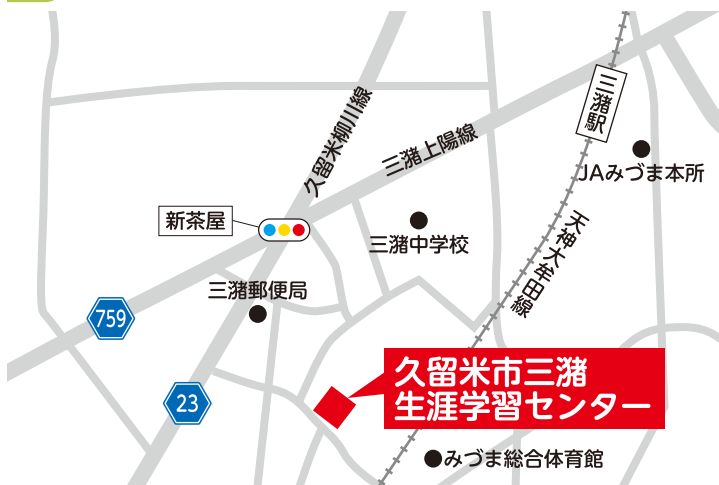 久留米柳川線
三潴上陽線
三潴駅
JAみづま本所
新茶屋
三潴中学校
天神大牟田線
三潴郵便局
759
23
久留米市三潴
生涯学習センター
みづま総合体育館